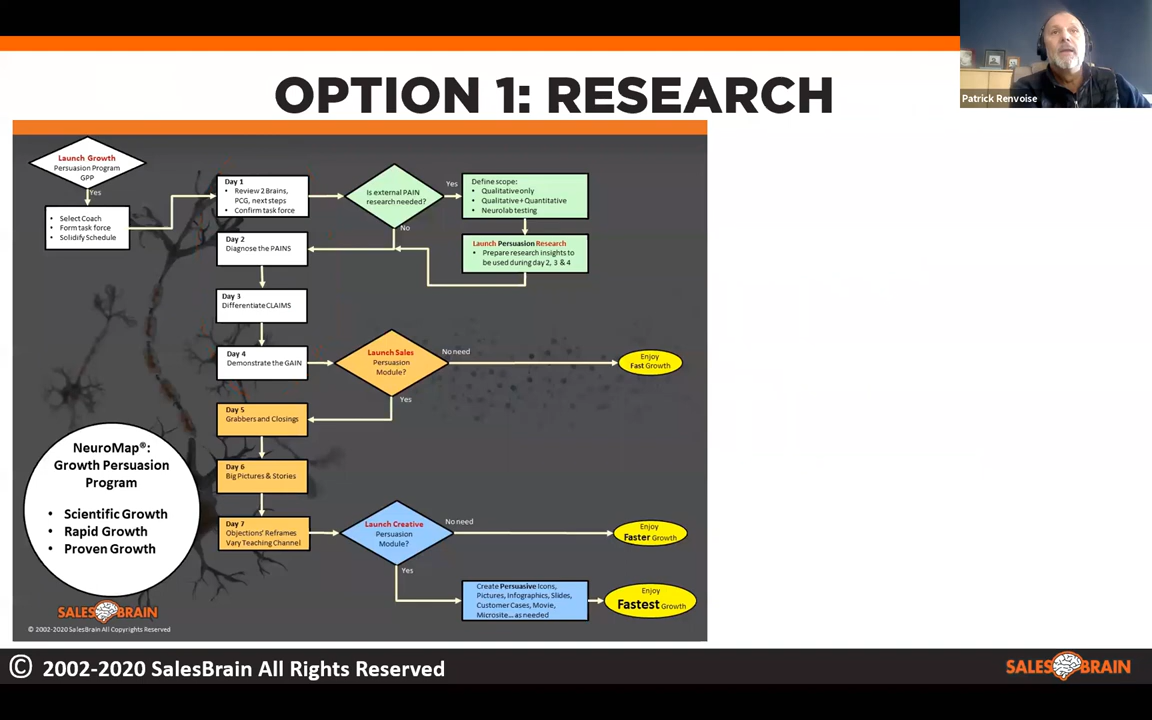 OPTION 1: RESEARCH
Patrick Renvoise
Launch Growth
Persuasion Program
GPP
Yes
• Select Coach
• Form task force
• Solidify Schedule
Day 1
• Review 2 Brains,
PCG, next steps
• Confirm task force
Is external PAIN
research needed?
Yes
No
Define scope:
• Qualitative only
• Qualitative + Quantitative
• Neurolab testing
Launch Persuasion Research
• Prepare research insights to
be used during day 2, 3 & 4
Day 2
Diagnose the PAINS
Day 3
Differentiate CLAIMS
Day 4
Demonstrate the GAIN
Launch Sales
Persuasion
Module?
No need
Yes
Enjoy
Fast Growth
Day 5
Grabbers and Closings
Day 6
Big Pictures & Stories
Day 7
Objections' Reframes
Vary Teaching Channel
Launch Creative
Persuasion
Module?
No need
Yes
Enjoy
Faster Growth
Create Persuasive Icons,
Pictures, Infographics, Slides,
Customer Cases, Movie,
Microsite... as needed
Enjoy
Fastest Growth
NeuroMap®:
Growth Persuasion
Program
• Scientific Growth
• Rapid Growth
• Proven Growth
SALES BRAIN
© 2002-2020 SalesBrain All Copyrights Reserved
© 2002-2020 SalesBrain All Rights Reserved
SALES BRAIN